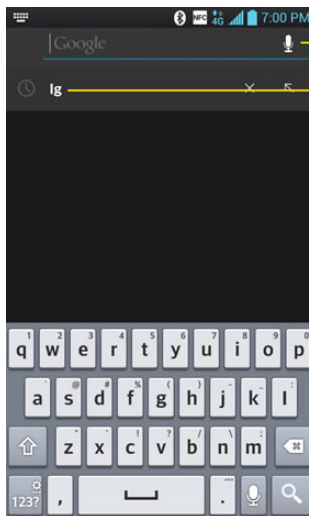 NFC 4G 7:00 PM
Google
lg
1 2 3 4 5 6 7 8 9 0
q w e r t y u i o p
@ # % ( ) - :
a s d f g h j k l
! ? / \ ;
z x c v b n m
123? , . ...